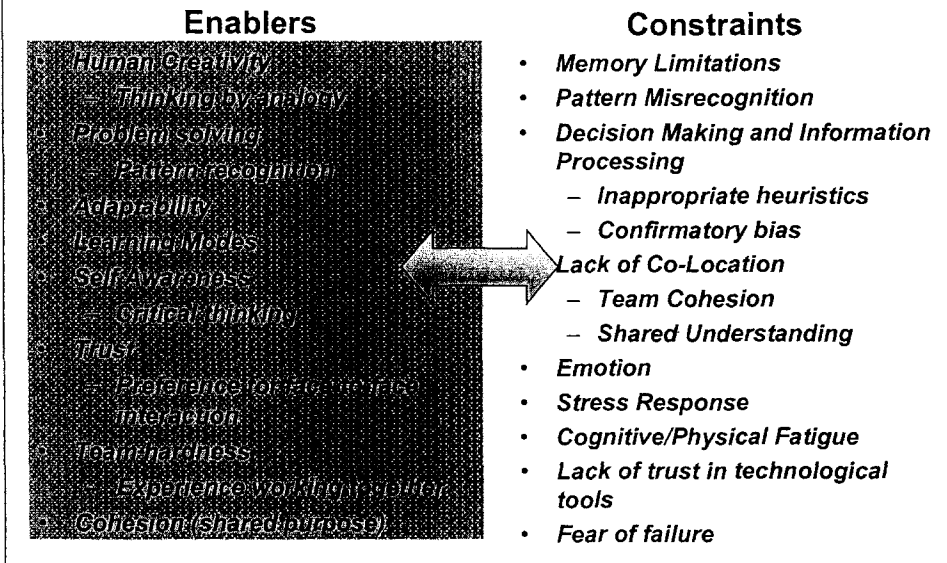 Enablers
• Human Creativity
– Thinking by analogy
• Problem solving
– Pattern recognition
• Adaptability
• Learning Modes
• Self Awareness
– Critical thinking
• Trust
– Preference for face to face
interaction
• Team hardness
– Experience working together
• Cohesion (shared purpose)
Constraints
• Memory Limitations
• Pattern Misrecognition
• Decision Making and Information
Processing
– Inappropriate heuristics
– Confirmatory bias
Lack of Co-Location
– Team Cohesion
– Shared Understanding
• Emotion
• Stress Response
• Cognitive/Physical Fatigue
• Lack of trust in technological
tools
• Fear of failure